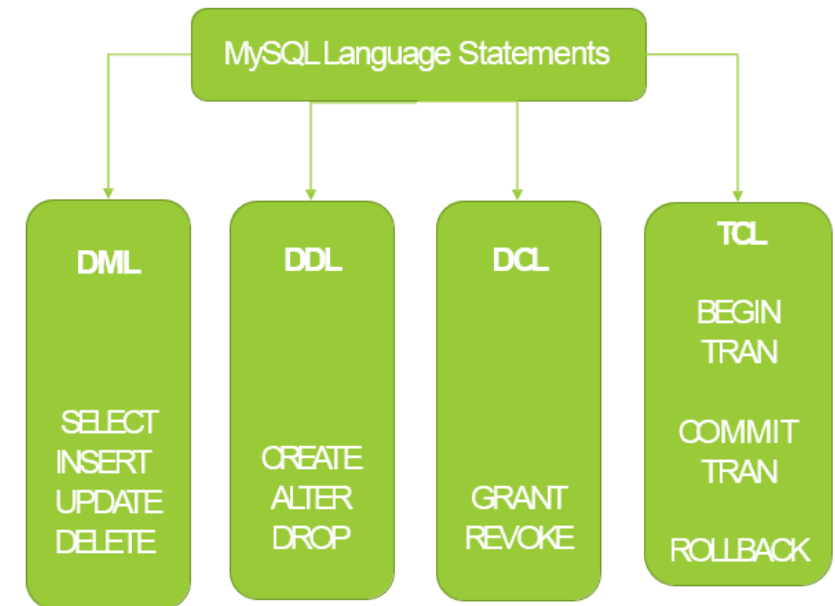 MySQL Language Statements
DML
SELECT
INSERT
UPDATE
DELETE
DDL
CREATE
ALTER
DROP
DCL
GRANT
REVOKE
TCL
BEGIN
TRAN
COMMIT
TRAN
ROLLBACK